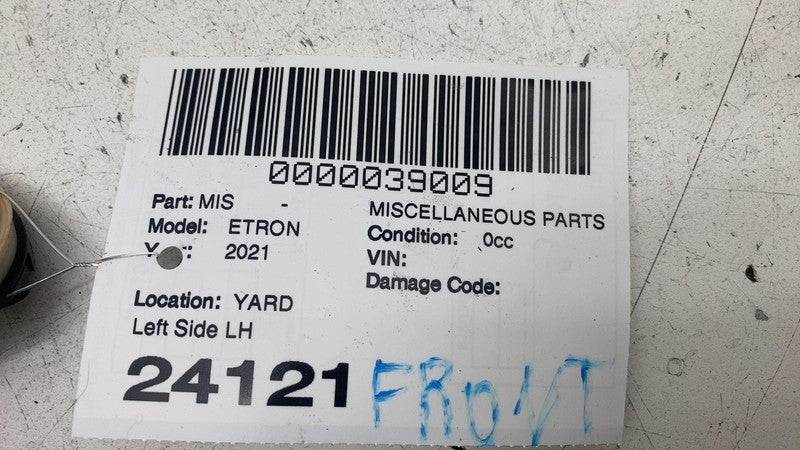 0000039009
Part: MIS - MISCELLANEOUS PARTS
Model: ETRON Condition: 0cc
2021 VIN:
Damage Code:
Location: YARD
Left Side LH
24121 FRONT